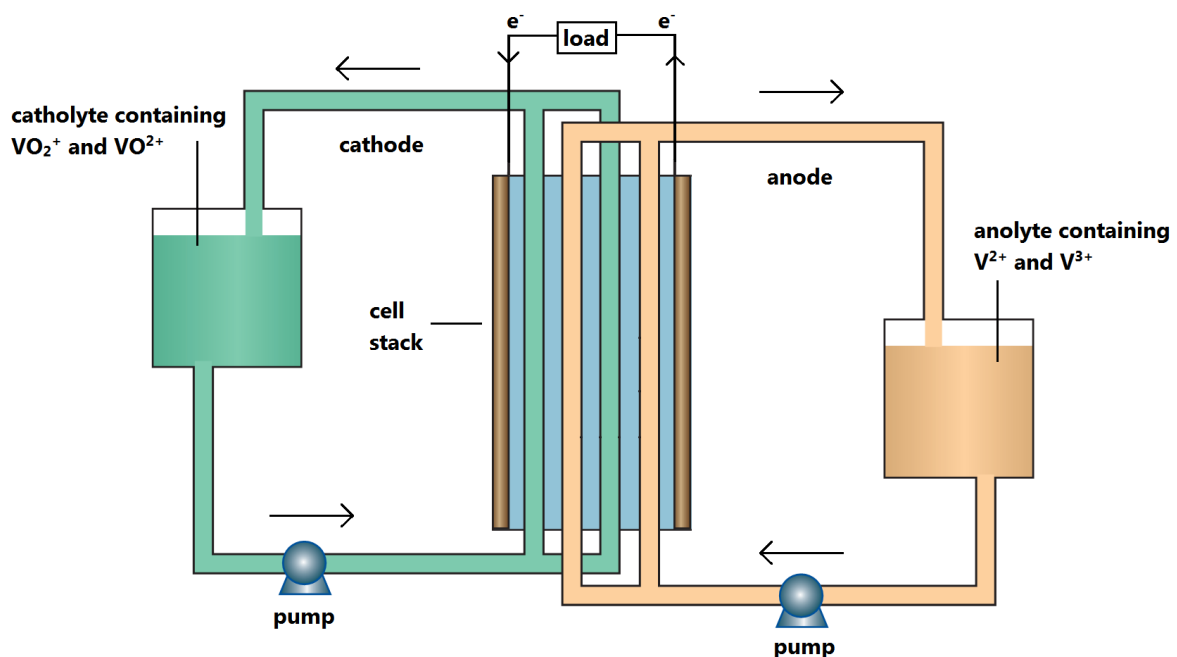 e⁻
e⁻
load
catholyte containing
VO₂⁺ and VO²⁺
cathode
anode
anolyte containing
V²⁺ and V³⁺
cell
stack
pump
pump